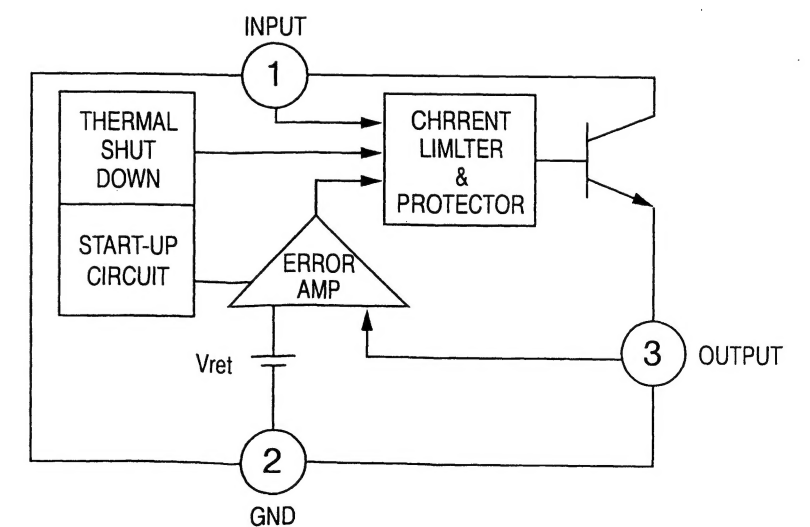 INPUT
1
THERMAL
SHUT
DOWN
CHRRENT
LIMLTER
&
PROTECTOR
START-UP
CIRCUIT
ERROR
AMP
Vret
3
OUTPUT
2
GND